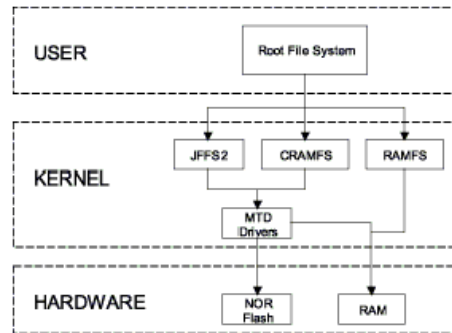 USER
Root File System
JFFS2 CRAMFS RAMFS
KERNEL
MTD
Drivers
HARDWARE
NOR
Flash
RAM